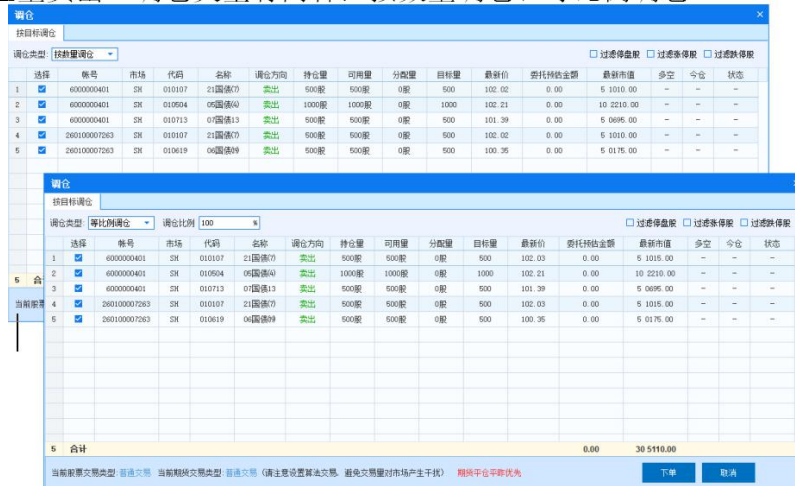 调仓
按目标调仓
调仓类型: 按数量调仓 过滤停盘股 过滤涨停股 过滤跌停股
选择 帐号 市场 代码 名称 调仓方向 持仓量 可用量 分配量 目标量 最新价 委托预估金额 最新市值 多空 今仓 状态
1 6000000401 SH 010107 21国债(7) 卖出 500股 500股 0股 500 102.02 0.00 5 1010.00 - - -
2 6000000401 SH 010504 05国债(4) 卖出 1000股 1000股 0股 1000 102.21 0.00 10 2210.00 - - -
3 6000000401 SH 010713 07国债13 卖出 500股 500股 0股 500 101.39 0.00 5 0695.00 - - -
4 260100007263 SH 010107 21国债(7) 卖出 500股 500股 0股 500 102.02 0.00 5 1010.00 - - -
5 260100007263 SH 010619 06国债09 卖出 500股 500股 0股 500 100.35 0.00 5 0175.00 - - -
5 合
当前股票
调仓
按目标调仓
调仓类型: 等比例调仓 调仓比例 100 % 过滤停盘股 过滤涨停股 过滤跌停股
选择 帐号 市场 代码 名称 调仓方向 持仓量 可用量 分配量 目标量 最新价 委托预估金额 最新市值 多空 今仓 状态
1 6000000401 SH 010107 21国债(7) 卖出 500股 500股 0股 500 102.03 0.00 5 1015.00 - - -
2 6000000401 SH 010504 05国债(4) 卖出 1000股 1000股 0股 1000 102.21 0.00 10 2210.00 - - -
3 6000000401 SH 010713 07国债13 卖出 500股 500股 0股 500 101.39 0.00 5 0695.00 - - -
4 260100007263 SH 010107 21国债(7) 卖出 500股 500股 0股 500 102.03 0.00 5 1015.00 - - -
5 260100007263 SH 010619 06国债09 卖出 500股 500股 0股 500 100.35 0.00 5 0175.00 - - -
5 合计 0.00 30 5110.00
当前股票交易类型:普通交易 当前期货交易类型:普通交易 (请注意设置算法交易，避免交易量对市场产生干扰) 期货平仓平昨优先 下单 取消